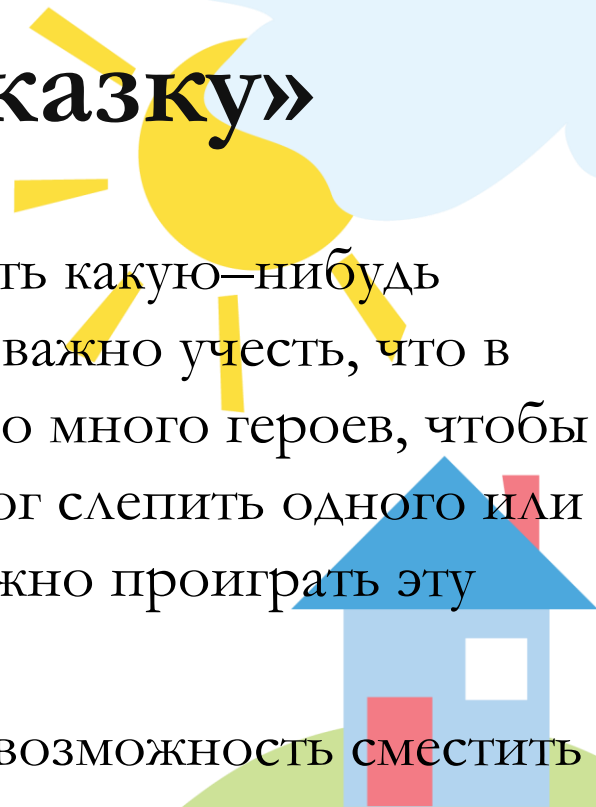 казку»
ть какую–нибудь
важно учесть, что в
о много героев, чтобы
ог слепить одного или
жно проиграть эту
возможность сместить